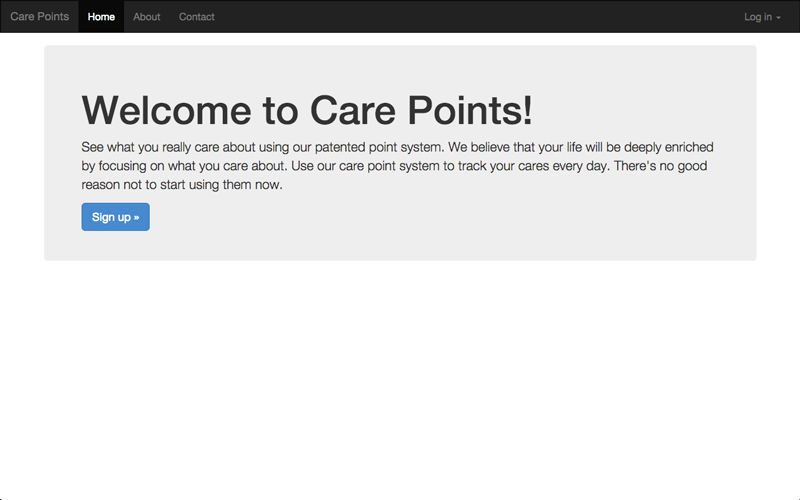 Care Points Home About Contact Log in
Welcome to Care Points!
See what you really care about using our patented point system. We believe that your life will be deeply enriched
by focusing on what you care about. Use our care point system to track your cares every day. There's no good
reason not to start using them now.
Sign up »